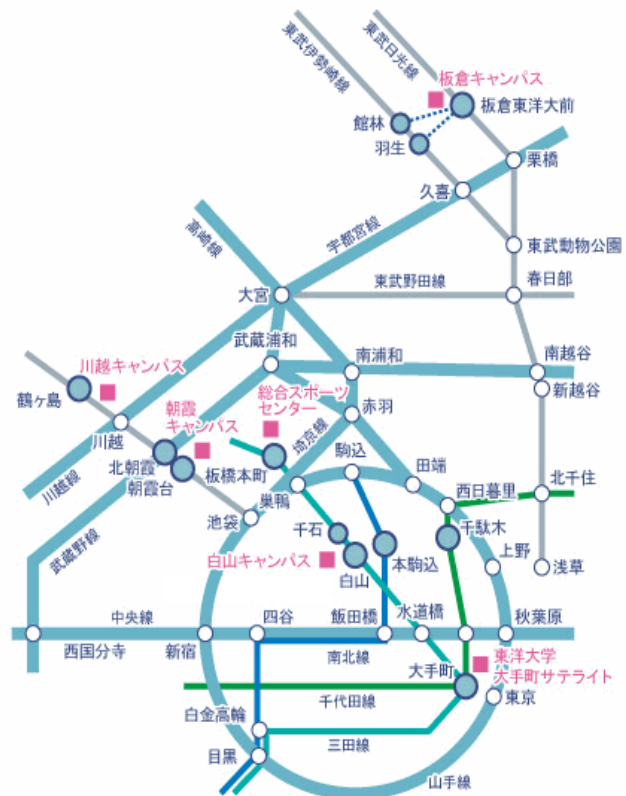 東武日光線
東武伊勢崎線
板倉キャンパス
板倉東洋大前
館林
羽生
栗橋
久喜
高崎線
宇都宮線
東武動物公園
東武野田線
春日部
大宮
武蔵浦和
南浦和
南越谷
川越キャンパス
新越谷
鶴ヶ島
総合スポーツ
センター
朝霞
キャンパス
赤羽
川越
埼京線
駒込
北朝霞
朝霞台
板橋本町
田端
川越線
巣鴨
西日暮里
北千住
池袋
千石
千駄木
武蔵野線
白山キャンパス
白山
本駒込
上野
浅草
中央線
四谷
飯田橋
水道橋
秋葉原
西国分寺
新宿
南北線
東洋大学
大手町サテライト
大手町
千代田線
東京
白金高輪
三田線
目黒
山手線